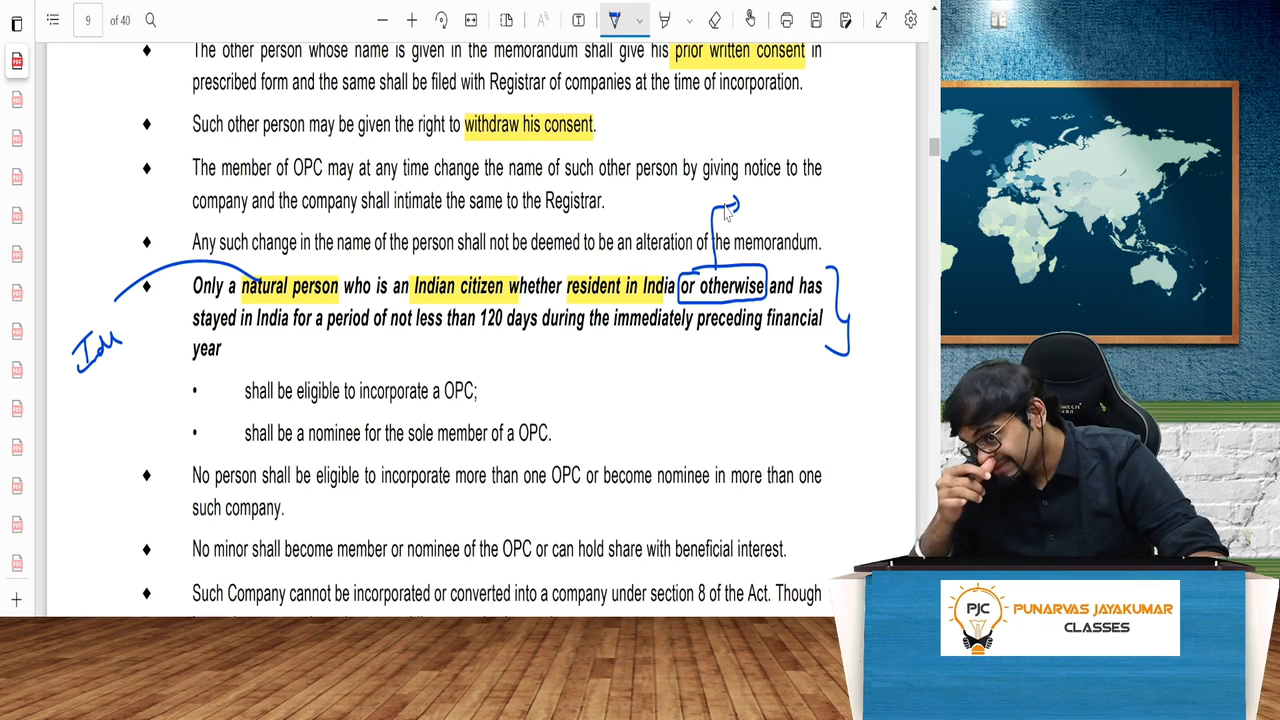 9 of 40
The other person whose name is given in the memorandum shall give his prior written consent in
prescribed form and the same shall be filed with Registrar of companies at the time of incorporation.
Such other person may be given the right to withdraw his consent.
The member of OPC may at any time change the name of such other person by giving notice to the
company and the company shall intimate the same to the Registrar.
Any such change in the name of the person shall not be deemed to be an alteration of the memorandum.
Only a natural person who is an Indian citizen whether resident in India or otherwise and has
stayed in India for a period of not less than 120 days during the immediately preceding financial
year
shall be eligible to incorporate a OPC;
shall be a nominee for the sole member of a OPC.
No person shall be eligible to incorporate more than one OPC or become nominee in more than one
such company.
No minor shall become member or nominee of the OPC or can hold share with beneficial interest.
Such Company cannot be incorporated or converted into a company under section 8 of the Act. Though
PJC
PUNARVAS JAYAKUMAR
CLASSES